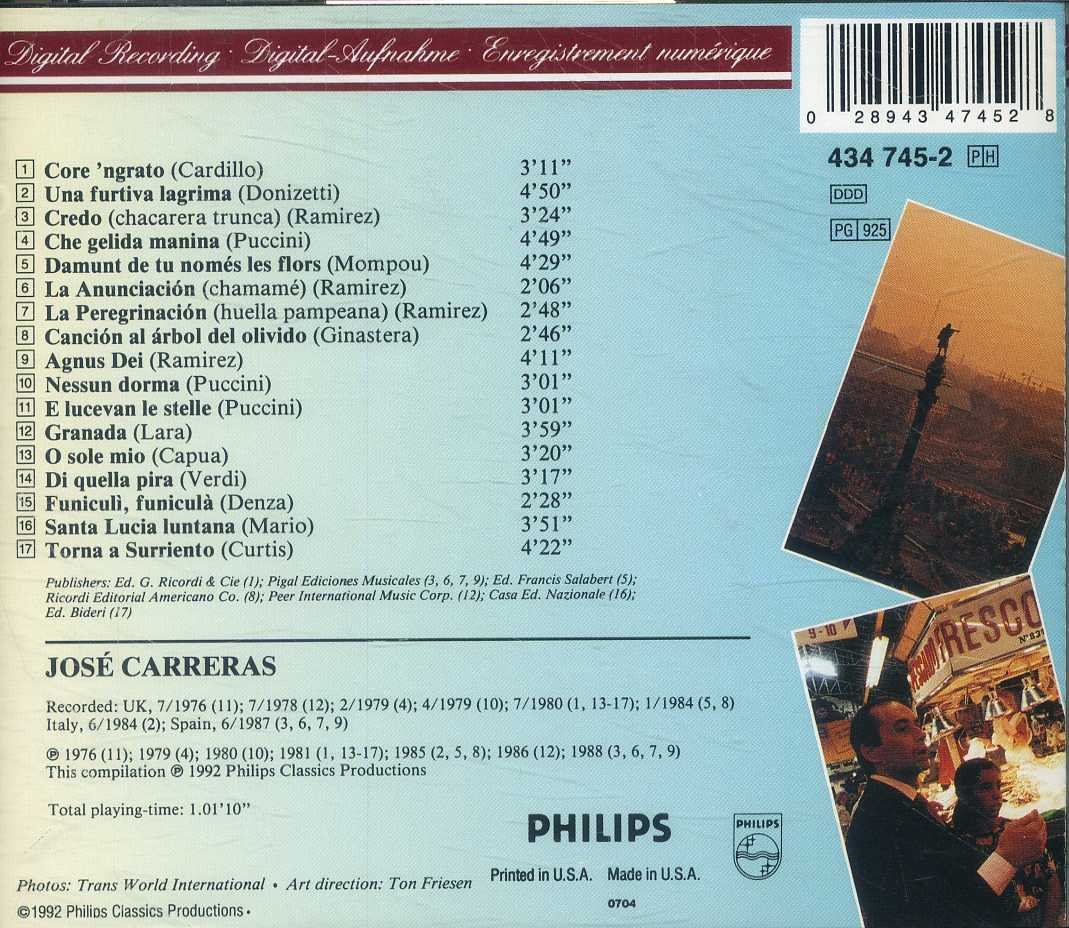 Digital Recording · Digital-Aufnahme · Enregistrement numérique
0 28943 47452 8
434 745-2 PH
DDD
PG 925
1 Core 'ngrato (Cardillo) 3'11”
2 Una furtiva lagrima (Donizetti) 4'50”
3 Credo (chacarera trunca) (Ramirez) 3'24”
4 Che gelida manina (Puccini) 4'49”
5 Damunt de tu només les flors (Mompou) 4'29”
6 La Anunciación (chamamé) (Ramirez) 2'06”
7 La Peregrinación (huella pampeana) (Ramirez) 2'48”
8 Canción al árbol del olivido (Ginastera) 2'46”
9 Agnus Dei (Ramirez) 4'11”
10 Nessun dorma (Puccini) 3'01”
11 E lucevan le stelle (Puccini) 3'01”
12 Granada (Lara) 3'59”
13 O sole mio (Capua) 3'20”
14 Di quella pira (Verdi) 3'17”
15 Funiculì, funiculà (Denza) 2'28”
16 Santa Lucia luntana (Mario) 3'51”
17 Torna a Surriento (Curtis) 4'22”
Publishers: Ed. G. Ricordi & Cie (1); Pigal Ediciones Musicales (3, 6, 7, 9); Ed. Francis Salabert (5);
Ricordi Editorial Americano Co. (8); Peer International Music Corp. (12); Casa Ed. Nazionale (16);
Ed. Bideri (17)
JOSÉ CARRERAS
Recorded: UK, 7/1976 (11); 7/1978 (12); 2/1979 (4); 4/1979 (10); 7/1980 (1, 13-17); 1/1984 (5, 8)
Italy, 6/1984 (2); Spain, 6/1987 (3, 6, 7, 9)
℗ 1976 (11); 1979 (4); 1980 (10); 1981 (1, 13-17); 1985 (2, 5, 8); 1986 (12); 1988 (3, 6, 7, 9)
This compilation ℗ 1992 Philips Classics Productions
Total playing-time: 1.01'10”
PHILIPS
PHILIPS
Printed in U.S.A. Made in U.S.A.
0704
Photos: Trans World International • Art direction: Ton Friesen
©1992 Philips Classics Productions •
9-10
PESCADO FRESCO